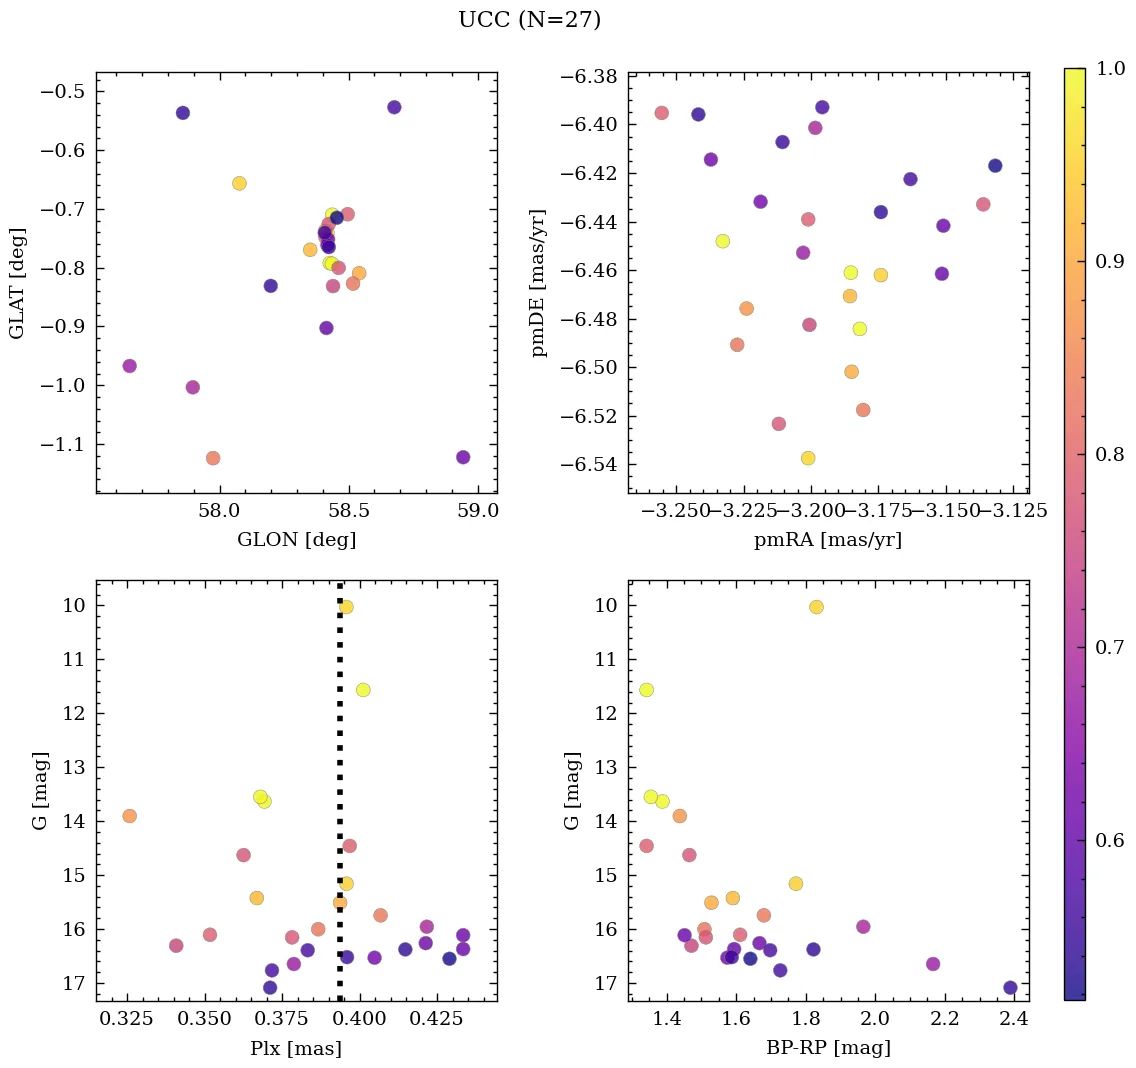 UCC (N=27)
−0.5
−0.6
−0.7
−0.8
−0.9
−1.0
−1.1
GLAT [deg]
58.0 58.5 59.0
GLON [deg]
−6.38
−6.40
−6.42
−6.44
−6.46
−6.48
−6.50
−6.52
−6.54
pmDE [mas/yr]
−3.250 −3.225 −3.200 −3.175 −3.150 −3.125
pmRA [mas/yr]
10
11
12
13
14
15
16
17
G [mag]
0.325 0.350 0.375 0.400 0.425
Plx [mas]
10
11
12
13
14
15
16
17
G [mag]
1.4 1.6 1.8 2.0 2.2 2.4
BP-RP [mag]
1.0
0.9
0.8
0.7
0.6